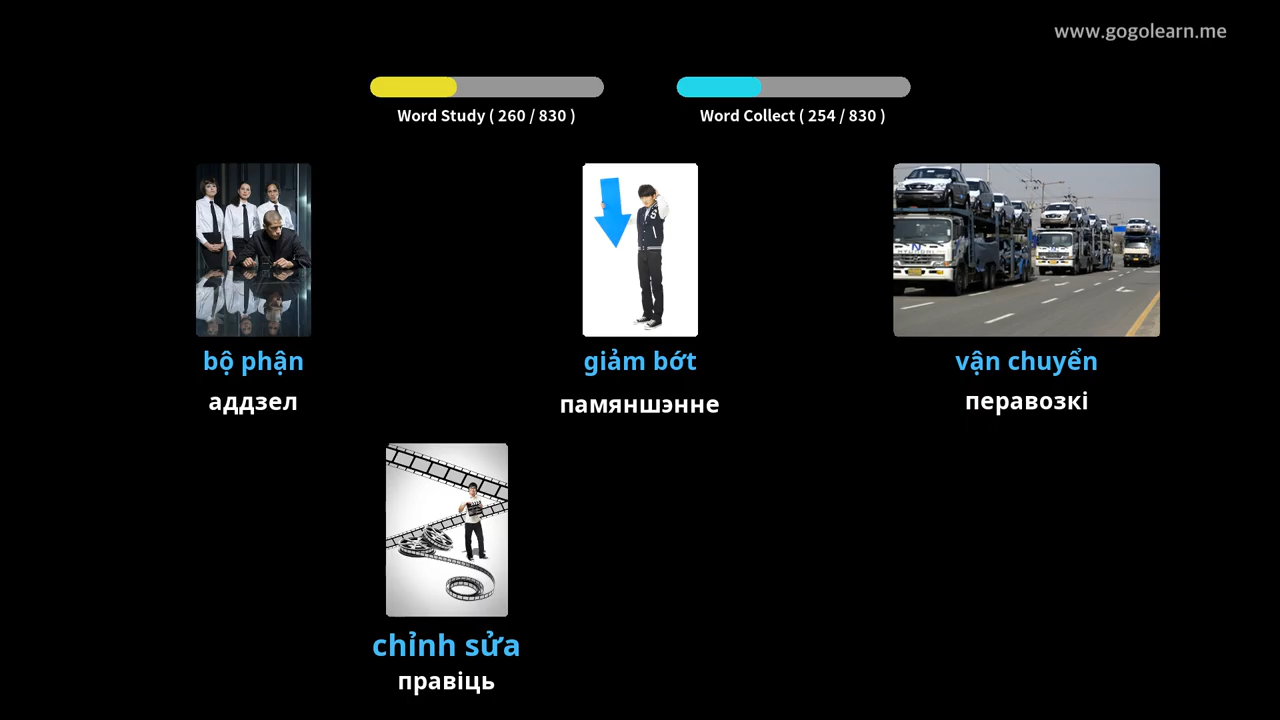 www.gogolearn.me
Word Study ( 260 / 830 )
Word Collect ( 254 / 830 )
bộ phận
аддзел
giảm bớt
памяншэнне
vận chuyển
перавозкі
chỉnh sửa
правіць